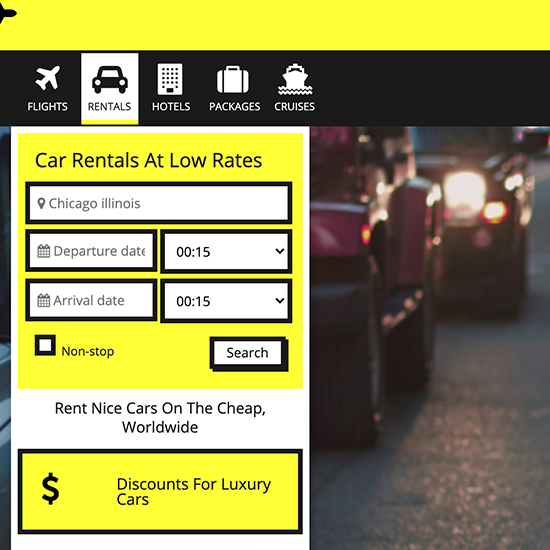 FLIGHTS
RENTALS
HOTELS
PACKAGES
CRUISES
Car Rentals At Low Rates
Chicago illinois
Departure date
00:15
Arrival date
00:15
Non-stop
Search
Rent Nice Cars On The Cheap,
Worldwide
$
Discounts For Luxury
Cars